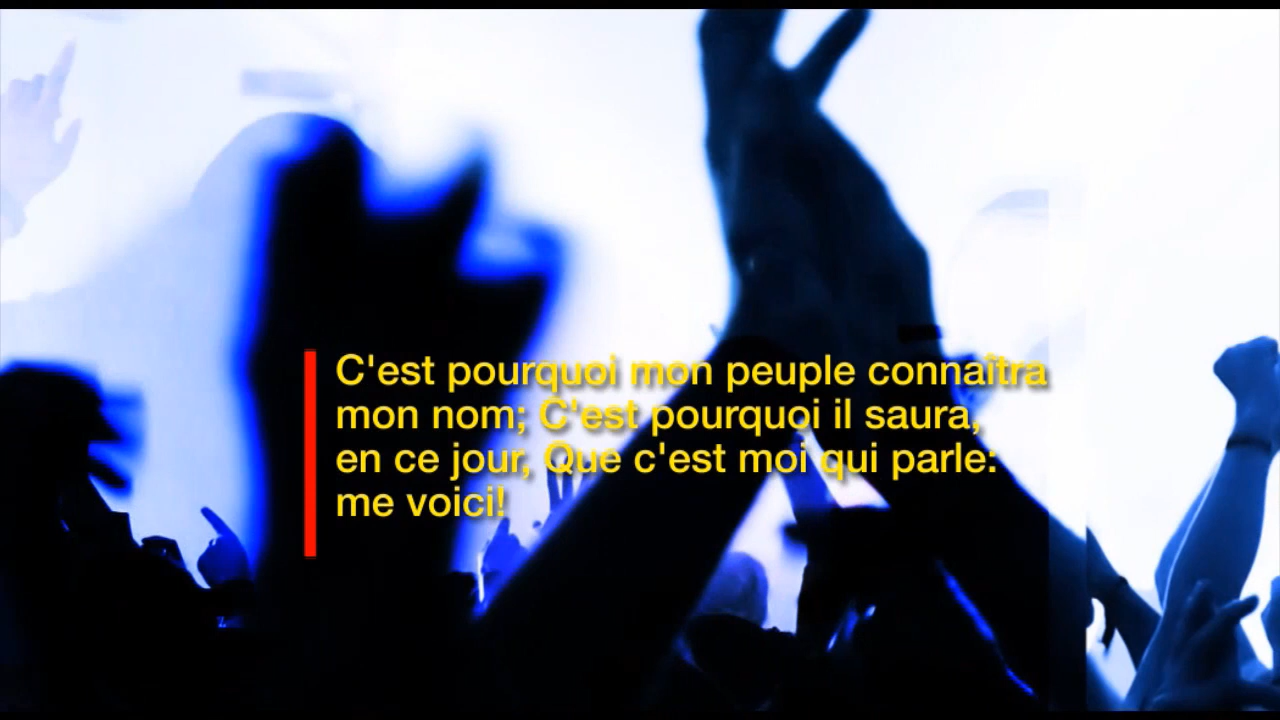 C'est pourquoi mon peuple connaîtra
mon nom; C'est pourquoi il saura,
en ce jour, Que c'est moi qui parle:
me voici!